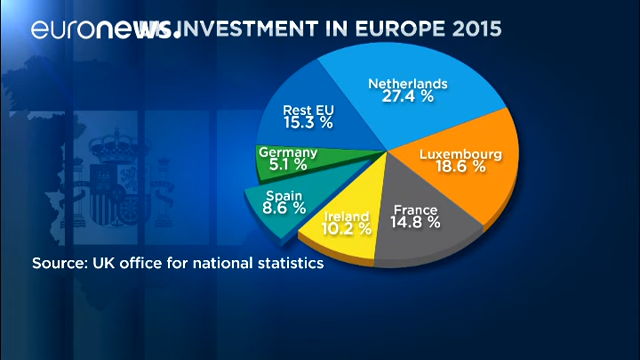 euronews.
INVESTMENT IN EUROPE 2015
Netherlands
27.4 %
Rest EU
15.3 %
Luxembourg
18.6 %
Germany
5.1 %
Spain
8.6 %
Ireland
10.2 %
France
14.8 %
Source: UK office for national statistics